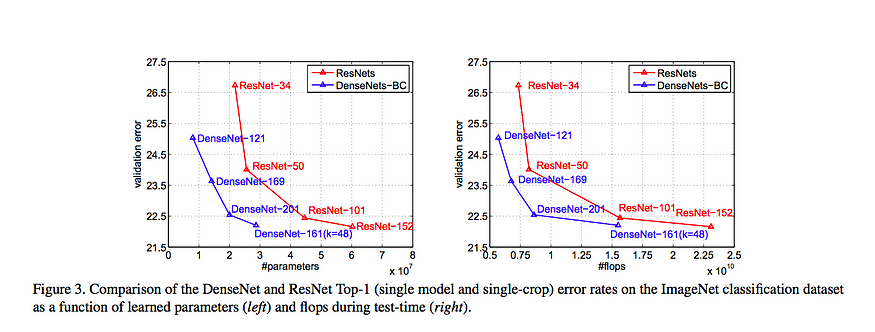 27.5
26.5
25.5
24.5
23.5
22.5
21.5
validation error
0 1 2 3 4 5 6 7 8
x 10^7
#parameters
ResNets
DenseNets-BC
ResNet-34
DenseNet-121
ResNet-50
DenseNet-169
DenseNet-201
ResNet-101
ResNet-152
DenseNet-161(k=48)
27.5
26.5
25.5
24.5
23.5
22.5
21.5
validation error
0.5 0.75 1 1.25 1.5 1.75 2 2.25 2.5
x 10^10
#flops
ResNets
DenseNets-BC
ResNet-34
DenseNet-121
ResNet-50
DenseNet-169
DenseNet-201
ResNet-101
ResNet-152
DenseNet-161(k=48)
Figure 3. Comparison of the DenseNet and ResNet Top-1 (single model and single-crop) error rates on the ImageNet classification dataset
as a function of learned parameters (left) and flops during test-time (right).